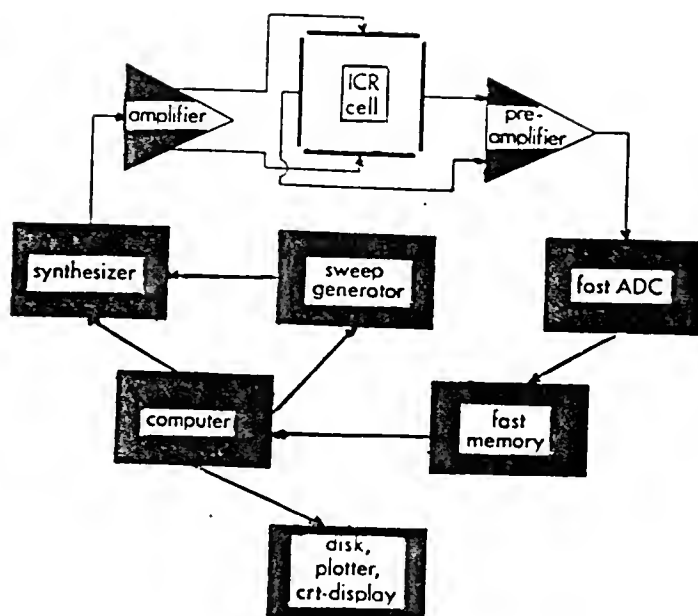 ICR
cell
amplifier
pre-
amplifier
synthesizer
sweep
generator
fast ADC
computer
fast
memory
disk,
plotter,
crt-display